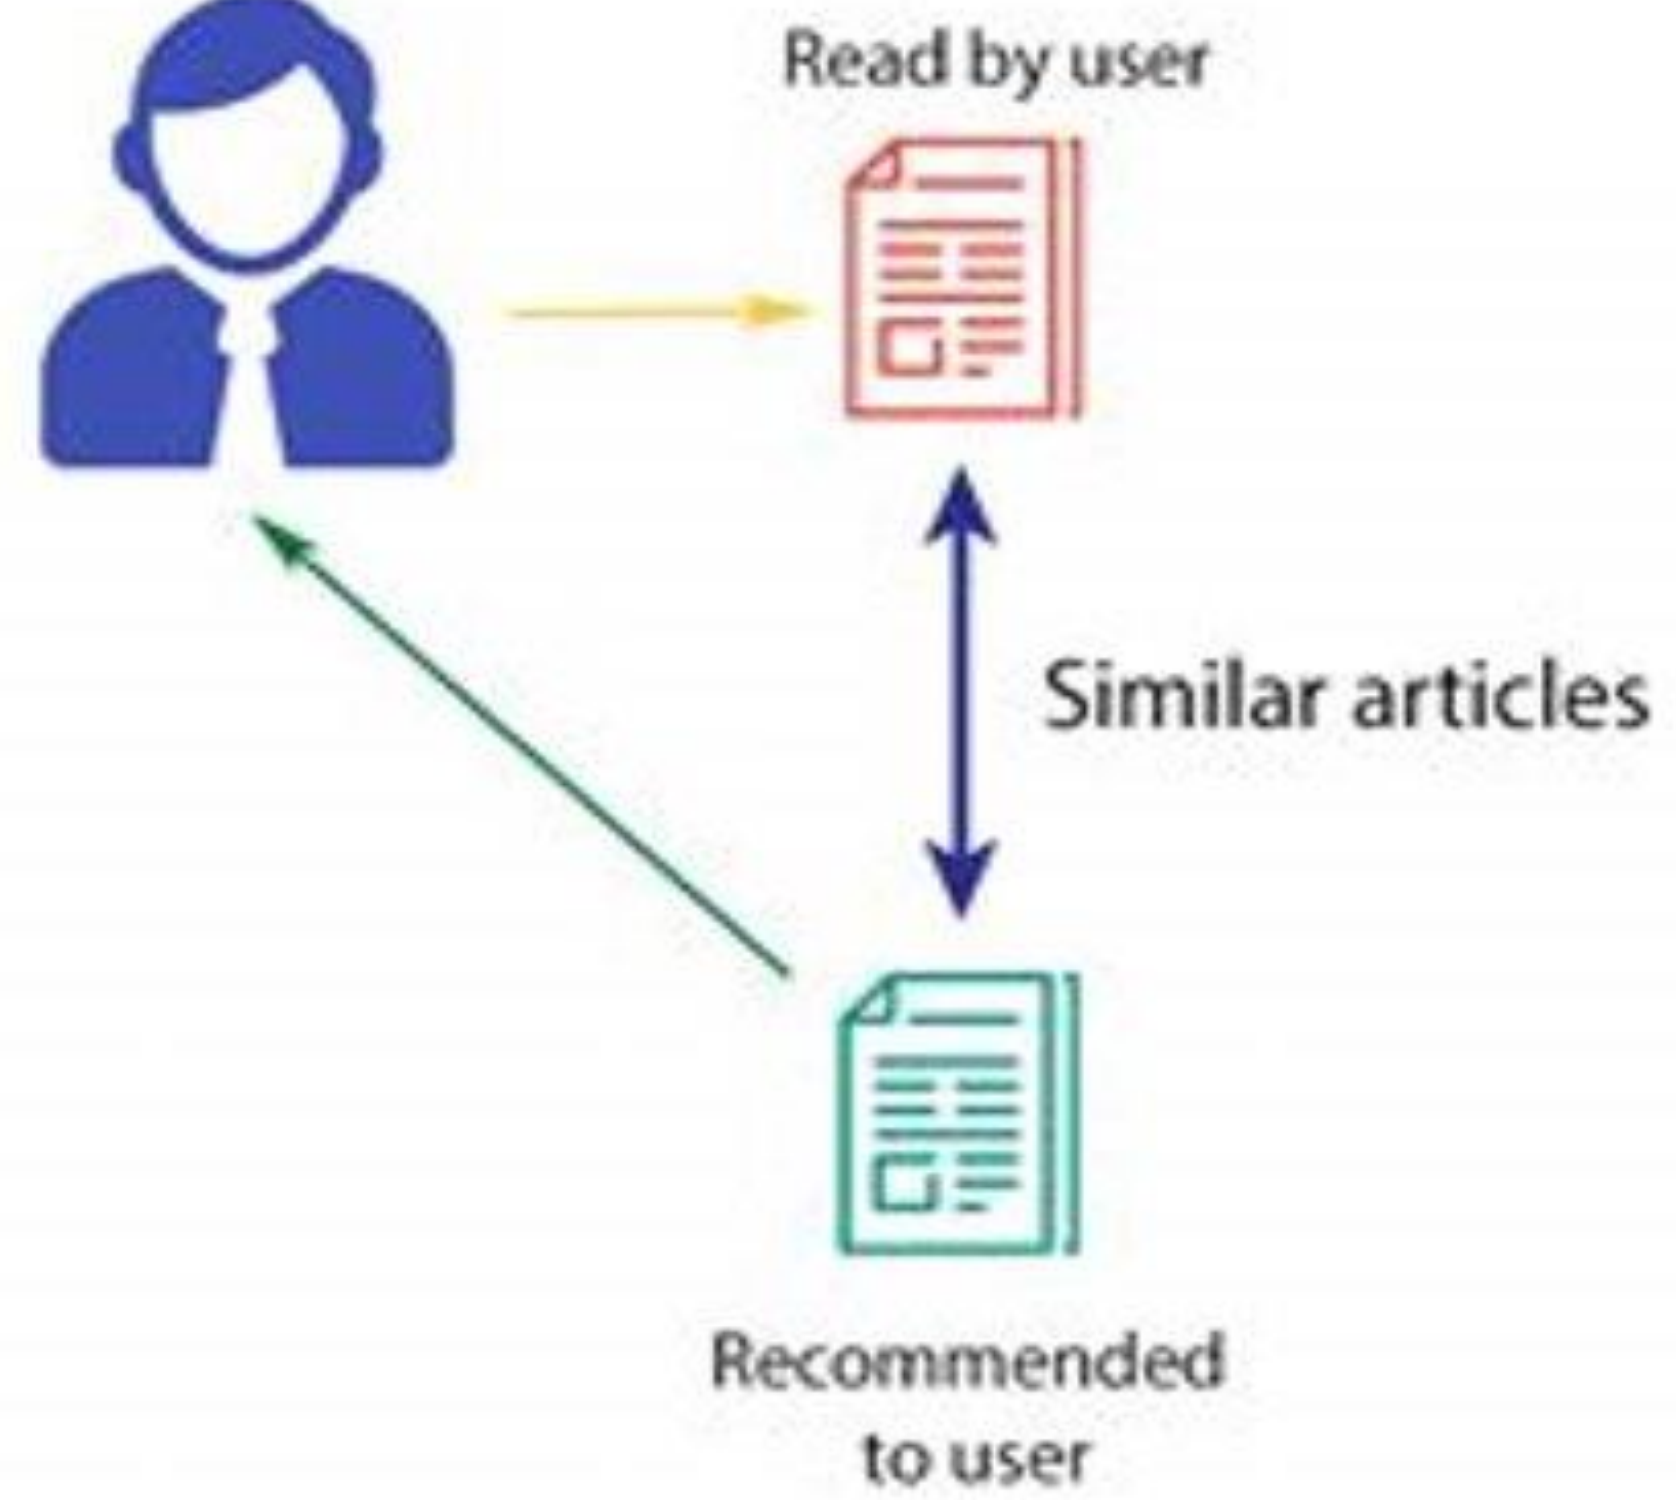 Read by user
Similar articles
Recommended
to user